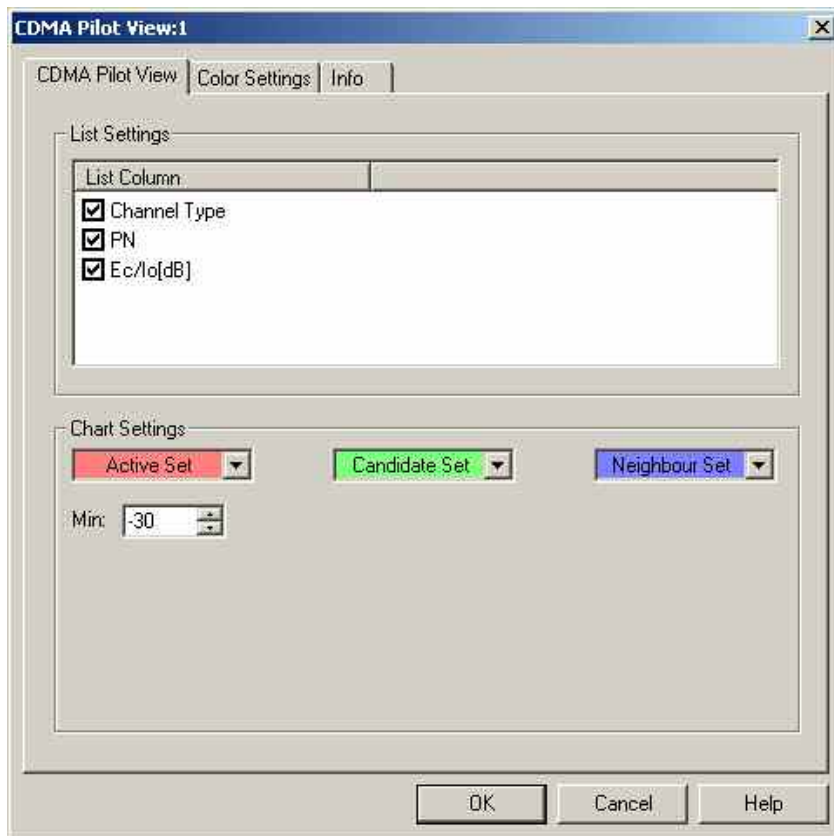 CDMA Pilot View:1
CDMA Pilot View Color Settings Info
List Settings
List Column
Channel Type
PN
Ec/Io[dB]
Chart Settings
Active Set Candidate Set Neighbour Set
Min: -30
OK Cancel Help